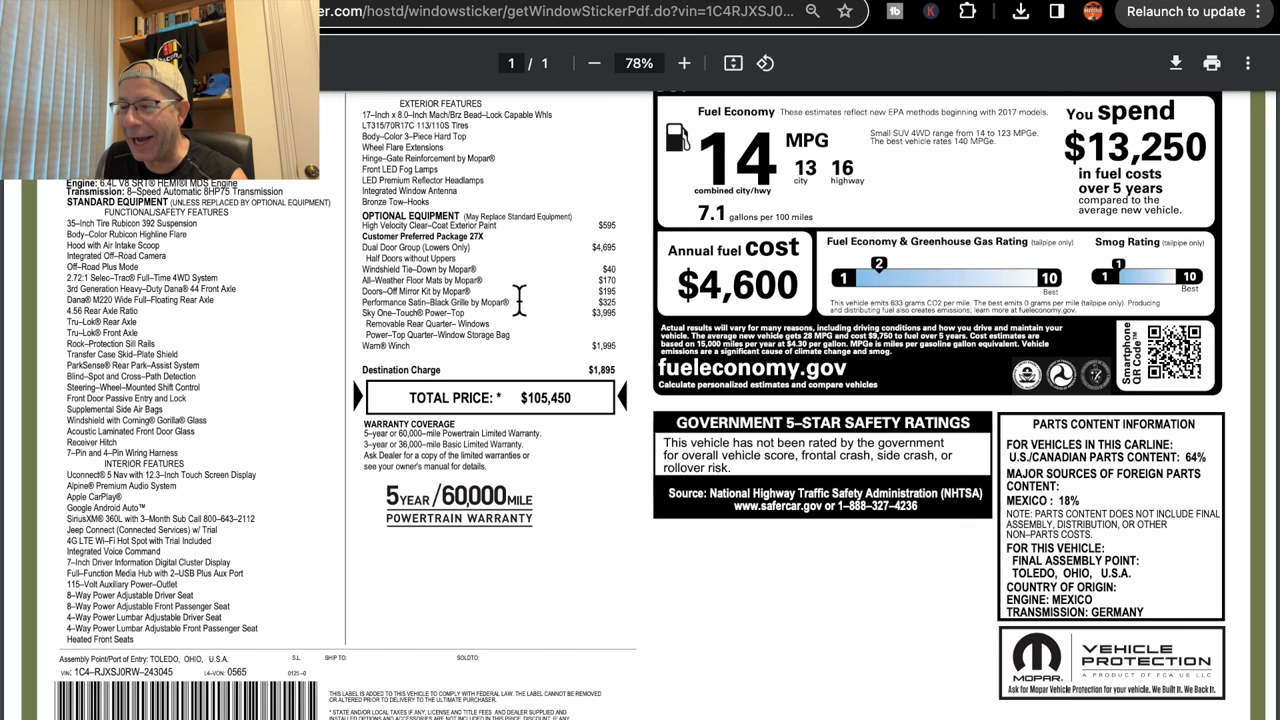 er.com/hostd/windowsticker/getWindowStickerPdf.do?vin=1C4RJXSJ0...
Relaunch to update
1 / 1
78%
Engine: 6.4L V8 SRT® HEMI®I MDS Engine
Transmission: 8–Speed Automatic 8HP75 Transmission
STANDARD EQUIPMENT (UNLESS REPLACED BY OPTIONAL EQUIPMENT)
FUNCTIONAL/SAFETY FEATURES
35–Inch Tire Rubicon 392 Suspension
Body–Color Rubicon Highline Flare
Hood with Air Intake Scoop
Integrated Off–Road Camera
Off–Road Plus Mode
2.72:1 Selec–Trac® Full–Time 4WD System
3rd Generation Heavy–Duty Dana® 44 Front Axle
Dana® M220 Wide Full–Floating Rear Axle
4.56 Rear Axle Ratio
Tru–Lok® Rear Axle
Tru–Lok® Front Axle
Rock–Protection Sill Rails
Transfer Case Skid–Plate Shield
ParkSense® Rear Park–Assist System
Blind–Spot and Cross–Path Detection
Steering–Wheel–Mounted Shift Control
Front Door Passive Entry and Lock
Supplemental Side Air Bags
Windshield with Corning® Gorilla® Glass
Acoustic Laminated Front Door Glass
Receiver Hitch
7–Pin and 4–Pin Wiring Harness
INTERIOR FEATURES
Uconnect® 5 Nav with 12.3–Inch Touch Screen Display
Alpine® Premium Audio System
Apple CarPlay®
Google Android Auto™
SiriusXM® 360L with 3–Month Sub Call 800–643–2112
Jeep Connect (Connected Services) w/ Trial
4G LTE Wi–Fi Hot Spot with Trial Included
Integrated Voice Command
7–Inch Driver Information Digital Cluster Display
Full–Function Media Hub with 2–USB Plus Aux Port
115–Volt Auxiliary Power–Outlet
8–Way Power Adjustable Driver Seat
8–Way Power Adjustable Front Passenger Seat
4–Way Power Lumbar Adjustable Driver Seat
4–Way Power Lumbar Adjustable Front Passenger Seat
Heated Front Seats
EXTERIOR FEATURES
17–Inch x 8.0–Inch Mach/Brz Bead–Lock Capable Whls
LT315/70R17C 113/110S Tires
Body–Color 3–Piece Hard Top
Wheel Flare Extensions
Hinge–Gate Reinforcement by Mopar®
Front LED Fog Lamps
LED Premium Reflector Headlamps
Integrated Window Antenna
Bronze Tow–Hooks
OPTIONAL EQUIPMENT (May Replace Standard Equipment)
High Velocity Clear–Coat Exterior Paint $595
Customer Preferred Package 27X
Dual Door Group (Lowers Only) $4,695
Half Doors without Uppers
Windshield Tie–Down by Mopar® $40
All–Weather Floor Mats by Mopar® $170
Doors–Off Mirror Kit by Mopar® $195
Performance Satin–Black Grille by Mopar® $325
Sky One–Touch® Power–Top $3,995
Removable Rear Quarter– Windows
Power–Top Quarter–Window Storage Bag
Warn® Winch $1,995
Destination Charge $1,895
TOTAL PRICE: * $105,450
WARRANTY COVERAGE
5–year or 60,000–mile Powertrain Limited Warranty.
3–year or 36,000–mile Basic Limited Warranty.
Ask Dealer for a copy of the limited warranties or
see your owner's manual for details.
5YEAR/60,000MILE
POWERTRAIN WARRANTY
Fuel Economy These estimates reflect new EPA methods beginning with 2017 models.
14 MPG
13 16
city highway
combined city/hwy
7.1 gallons per 100 miles
Small SUV 4WD range from 14 to 123 MPGe.
The best vehicle rates 140 MPGe.
You spend
$13,250
in fuel costs
over 5 years
compared to the
average new vehicle.
Annual fuel cost
$4,600
Fuel Economy & Greenhouse Gas Rating (tailpipe only)
2
1 10
Best
Smog Rating (tailpipe only)
1
1 10
Best
This vehicle emits 633 grams CO2 per mile. The best emits 0 grams per mile (tailpipe only). Producing
and distributing fuel also creates emissions; learn more at fueleconomy.gov.
Actual results will vary for many reasons, including driving conditions and how you drive and maintain your
vehicle. The average new vehicle gets 28 MPG and cost $9,750 to fuel over 5 years. Cost estimates are
based on 15,000 miles per year at $4.30 per gallon. MPGe is miles per gasoline gallon equivalent. Vehicle
emissions are a significant cause of climate change and smog.
fueleconomy.gov
Calculate personalized estimates and compare vehicles
Smartphone
QR Code™
GOVERNMENT 5–STAR SAFETY RATINGS
This vehicle has not been rated by the government
for overall vehicle score, frontal crash, side crash, or
rollover risk.
Source: National Highway Traffic Safety Administration (NHTSA)
www.safercar.gov or 1–888–327–4236
PARTS CONTENT INFORMATION
FOR VEHICLES IN THIS CARLINE:
U.S./CANADIAN PARTS CONTENT: 64%
MAJOR SOURCES OF FOREIGN PARTS
CONTENT:
MEXICO : 18%
NOTE: PARTS CONTENT DOES NOT INCLUDE FINAL
ASSEMBLY, DISTRIBUTION, OR OTHER
NON–PARTS COSTS.
FOR THIS VEHICLE:
FINAL ASSEMBLY POINT:
TOLEDO, OHIO, U.S.A.
COUNTRY OF ORIGIN:
ENGINE: MEXICO
TRANSMISSION: GERMANY
MOPAR
VEHICLE
PROTECTION
A PRODUCT OF FCA US LLC
Ask for Mopar Vehicle Protection for your vehicle. We Built It. We Back It.
Assembly Point/Port of Entry: TOLEDO, OHIO, U.S.A.
S.L. SHIP TO: SOLDTO:
VIN: 1C4–RJXSJ0RW–243045 L4–VON: 0565 0125–0
THIS LABEL IS ADDED TO THIS VEHICLE TO COMPLY WITH FEDERAL LAW. THE LABEL CANNOT BE REMOVED
OR ALTERED PRIOR TO DELIVERY TO THE ULTIMATE PURCHASER.
* STATE AND/OR LOCAL TAXES IF ANY, LICENSE AND TITLE FEES AND DEALER SUPPLIED AND